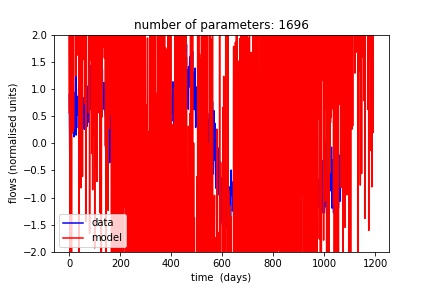 number of parameters: 1696
2.0
1.5
1.0
0.5
0.0
-0.5
-1.0
-1.5
-2.0
flows (normalised units)
data
model
0 200 400 600 800 1000 1200
time (days)